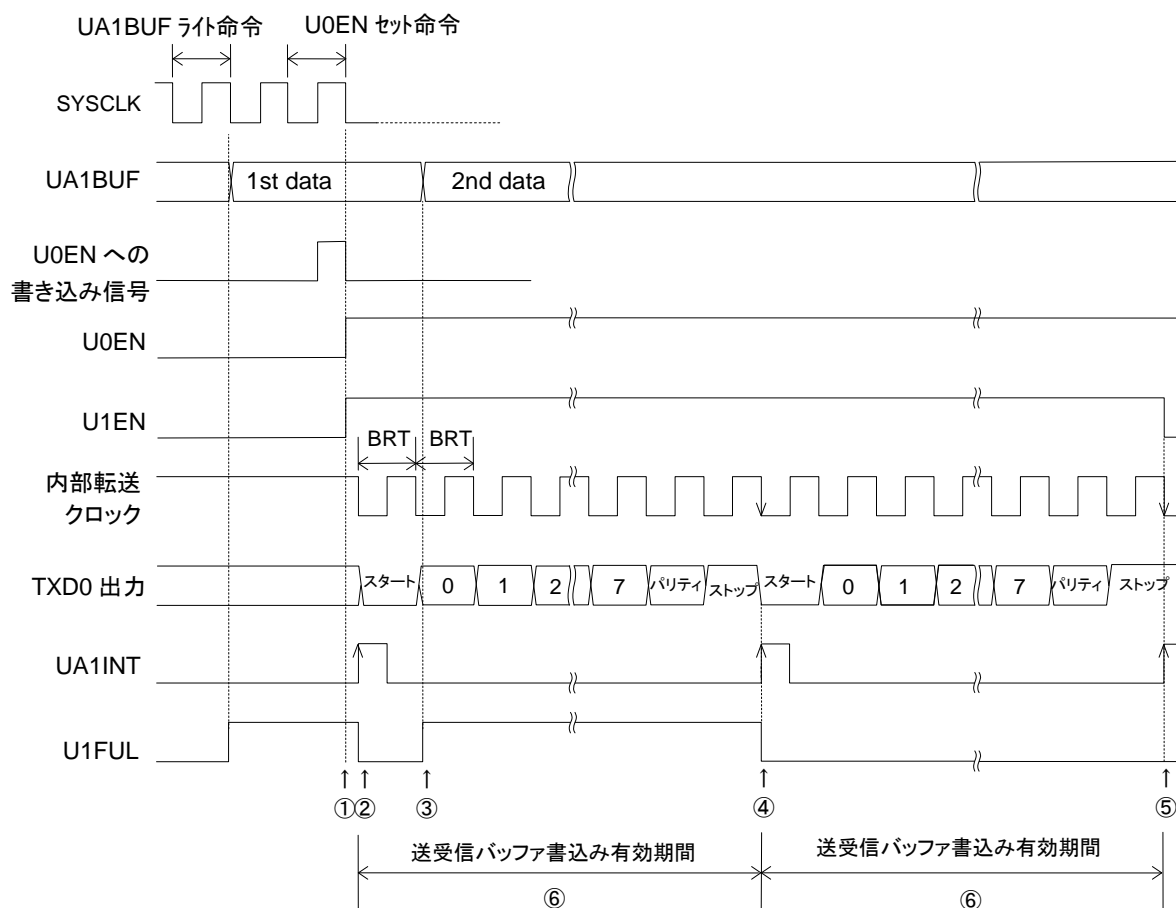 UA1BUF ライト命令 U0EN セット命令
SYSCLK
UA1BUF 1st data 2nd data
U0EN への
書き込み信号
U0EN
U1EN
BRT BRT
内部転送
クロック
TXD0 出力 スタート 0 1 2 7 パリティ ストップ スタート 0 1 2 7 パリティ ストップ
UA1INT
U1FUL
↑ ↑ ↑ ↑ ↑
① ② ③ ④ ⑤
送受信バッファ書込み有効期間 送受信バッファ書込み有効期間
⑥ ⑥